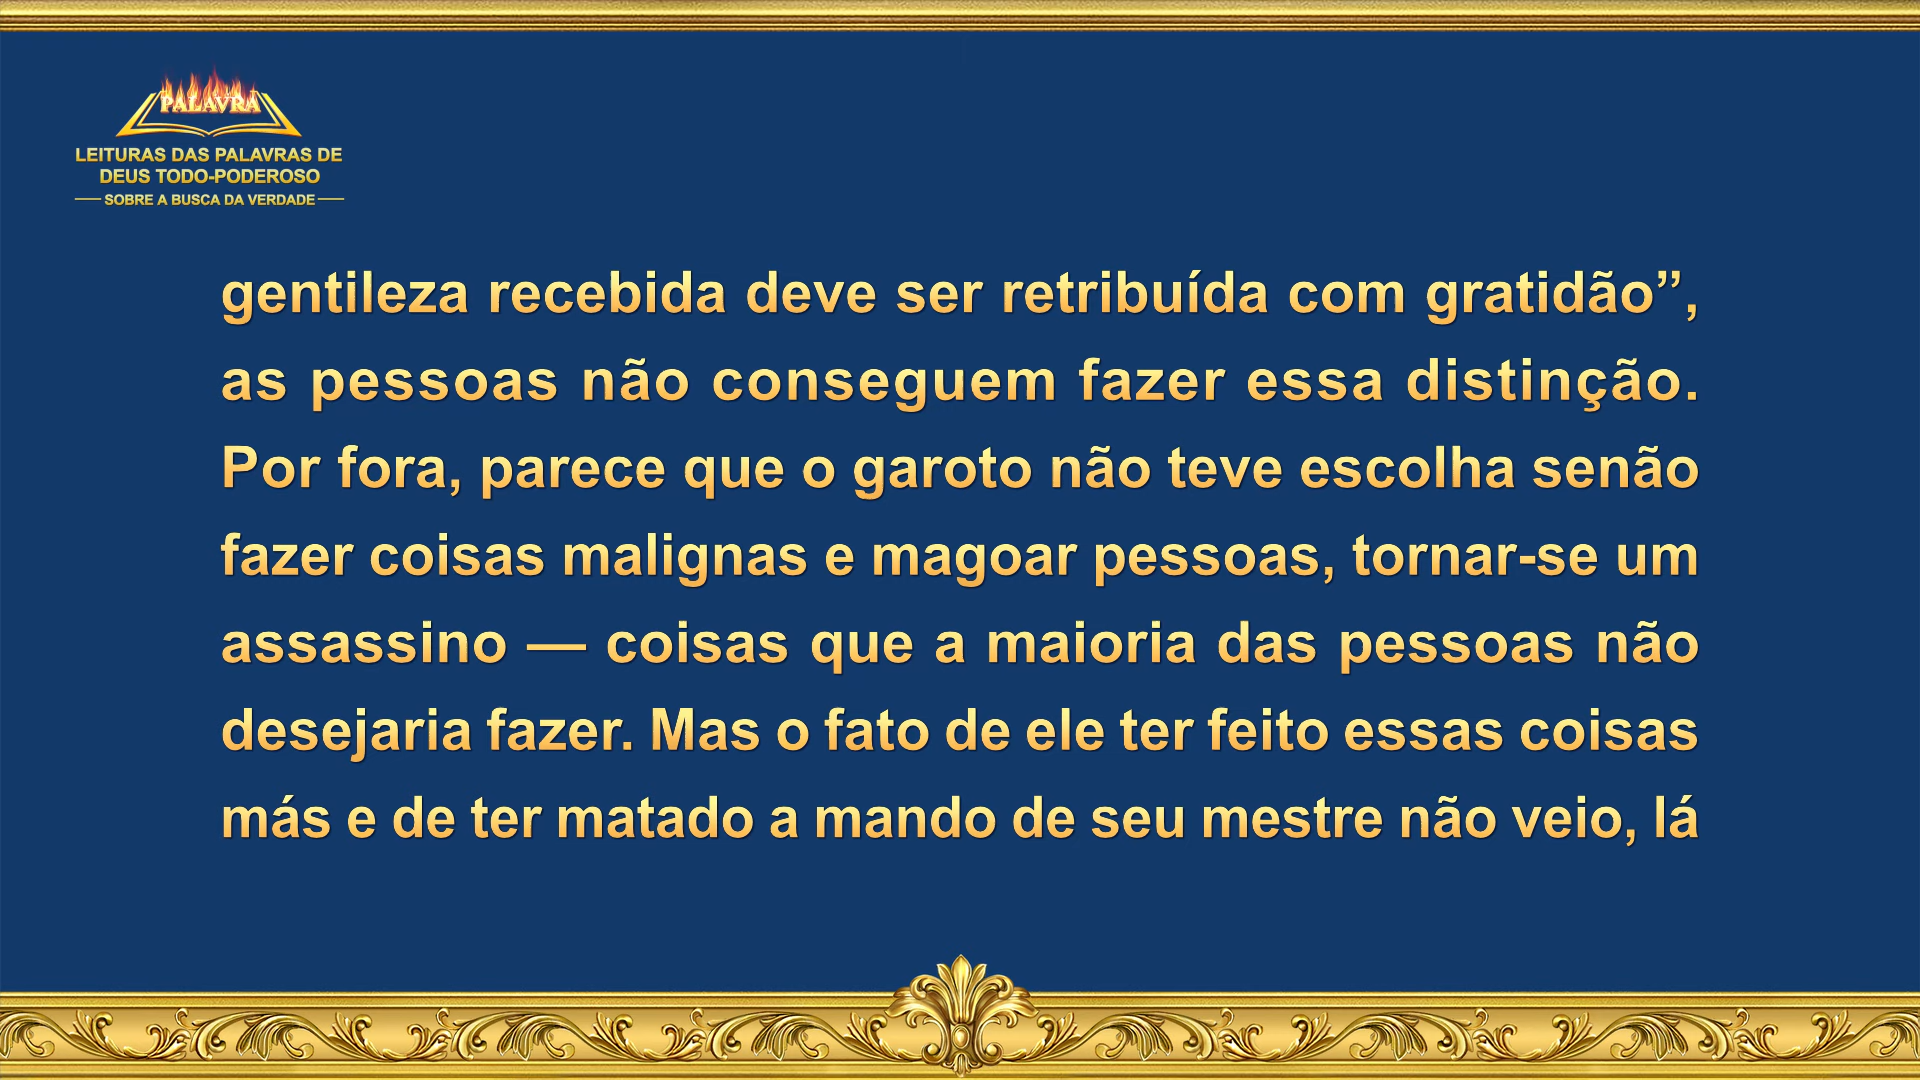 PALAVRA
LEITURAS DAS PALAVRAS DE
DEUS TODO-PODEROSO
SOBRE A BUSCA DA VERDADE
gentileza recebida deve ser retribuída com gratidão”,
as pessoas não conseguem fazer essa distinção.
Por fora, parece que o garoto não teve escolha senão
fazer coisas malignas e magoar pessoas, tornar-se um
assassino — coisas que a maioria das pessoas não
desejaria fazer. Mas o fato de ele ter feito essas coisas
más e de ter matado a mando de seu mestre não veio, lá